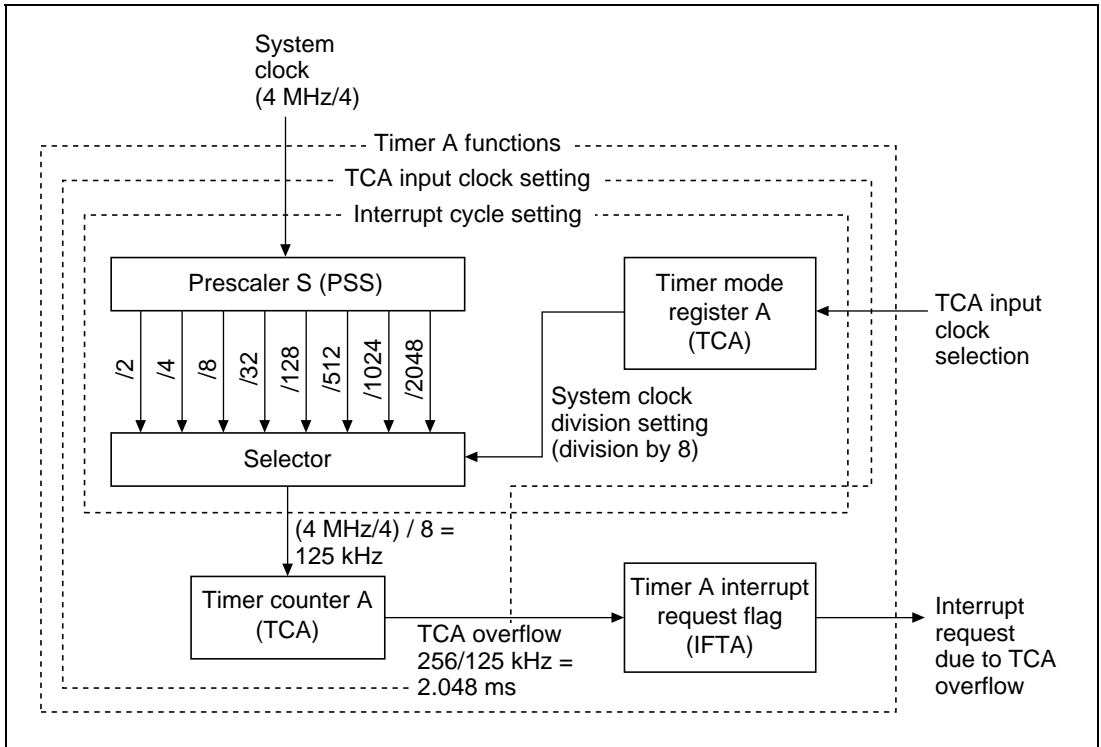 System
clock
(4 MHz/4)
Timer A functions
TCA input clock setting
Interrupt cycle setting
Prescaler S (PSS)
Timer mode
register A
(TCA)
TCA input
clock
selection
/2
/4
/8
/32
/128
/512
/1024
/2048
System clock
division setting
(division by 8)
Selector
(4 MHz/4) / 8 =
125 kHz
Timer counter A
(TCA)
Timer A interrupt
request flag
(IFTA)
Interrupt
request
due to TCA
overflow
TCA overflow
256/125 kHz =
2.048 ms